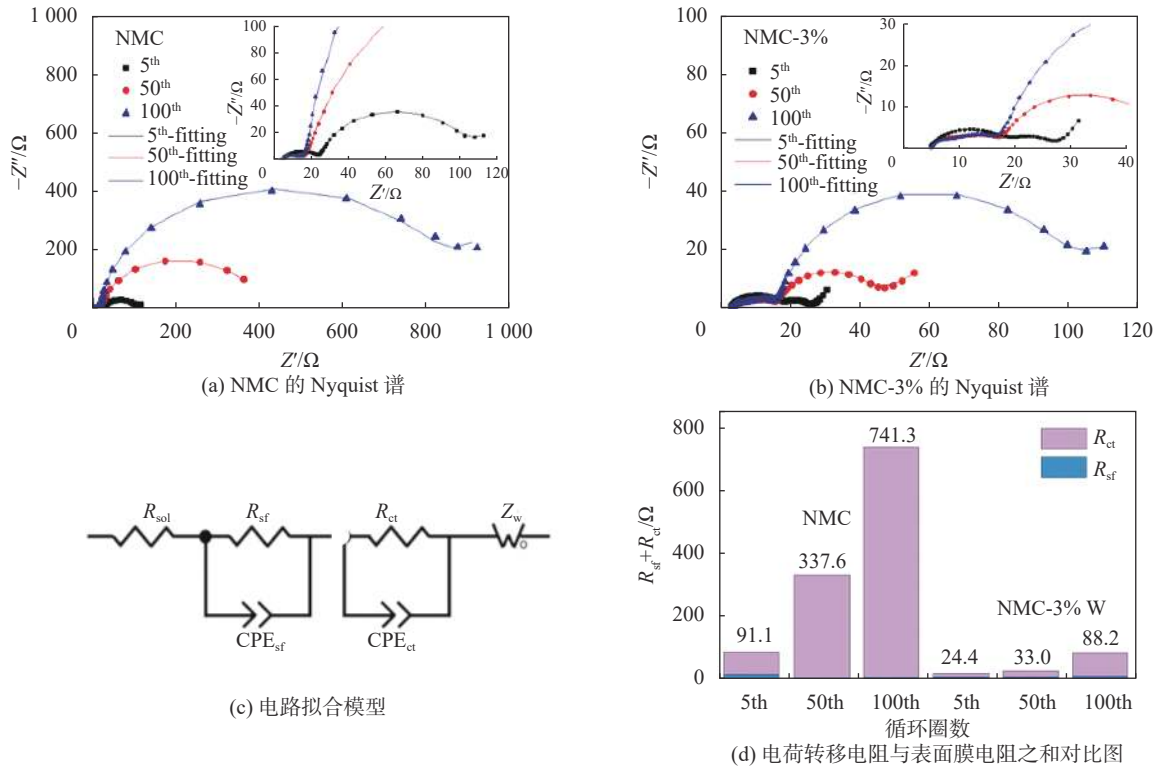 1 000
800
600
400
200
0
−Z″/Ω
NMC
5th
50th
100th
5th-fitting
50th-fitting
100th-fitting
100
80
60
40
20
−Z″/Ω
0 20 40 60 80 100 120
Z′/Ω
0 200 400 600 800 1 000
Z′/Ω
(a) NMC 的 Nyquist 谱
100
80
60
40
20
0
−Z″/Ω
NMC-3%
5th
50th
100th
5th-fitting
50th-fitting
100th-fitting
30
20
10
−Z″/Ω
0 10 20 30 40
Z′/Ω
0 20 40 60 80 100 120
Z′/Ω
(b) NMC-3% 的 Nyquist 谱
Rsol Rsf Rct Zw
CPEsf CPEct
(c) 电路拟合模型
800
600
400
200
0
Rsf+Rct/Ω
Rct
Rsf
NMC
NMC-3% W
91.1 337.6 741.3 24.4 33.0 88.2
5th 50th 100th 5th 50th 100th
循环圈数
(d) 电荷转移电阻与表面膜电阻之和对比图